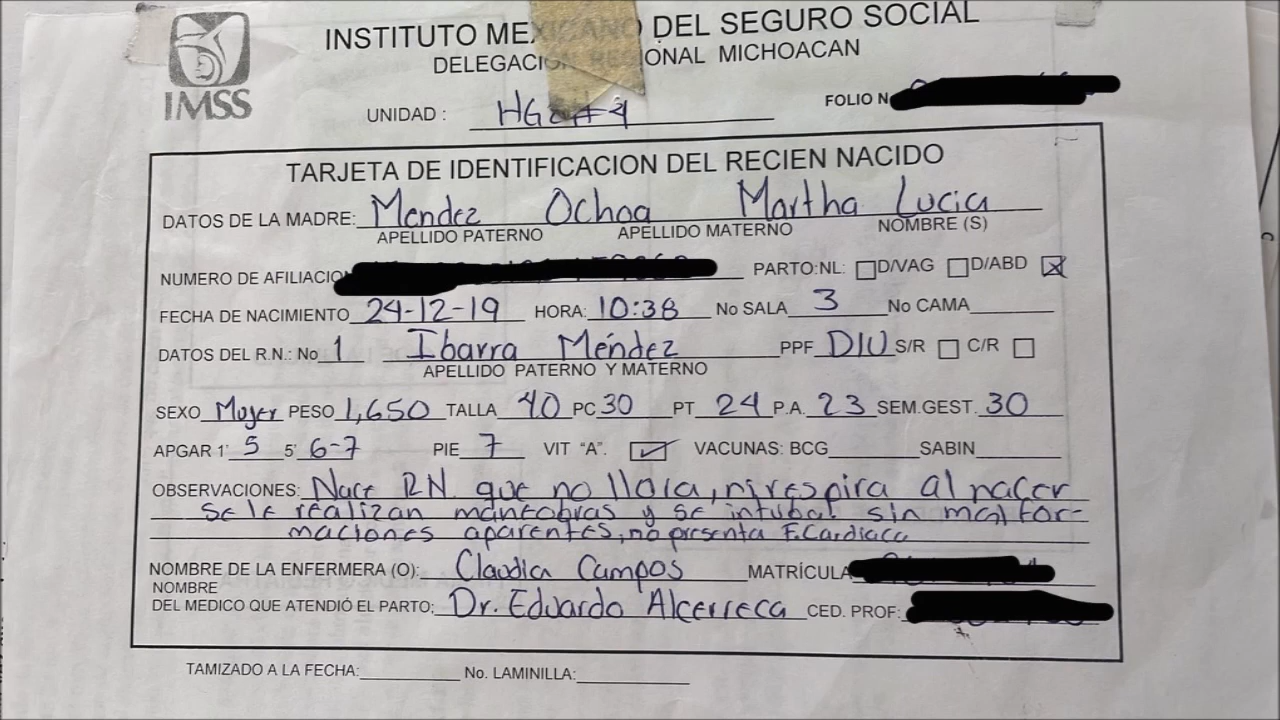 INSTITUTO MEXICANO DEL SEGURO SOCIAL
DELEGACION REGIONAL MICHOACAN
IMSS
UNIDAD : #4
FOLIO N
TARJETA DE IDENTIFICACION DEL RECIEN NACIDO
DATOS DE LA MADRE: Mendez Ochoa Martha Lucia
APELLIDO PATERNO APELLIDO MATERNO NOMBRE (S)
NUMERO DE AFILIACIO PARTO:NL: D/VAG D/ABD
FECHA DE NACIMIENTO 24-12-19 HORA: 10:38 No SALA 3 No CAMA
DATOS DEL R.N.: No 1 Ibarra Méndez PPF DIU S/R C/R
APELLIDO PATERNO Y MATERNO
SEXO Mujer PESO 1,650 TALLA 40 PC 30 PT 24 P.A. 23 SEM.GEST. 30
APGAR 1' 5 5' 6-7 PIE 7 VIT "A". VACUNAS: BCG SABIN
OBSERVACIONES: Nace RN que no llora, ni respira al nacer
se le realizan maneobras y se intuba! sin malfor-
maciones aparentes, no presenta F. Cardiaca
NOMBRE DE LA ENFERMERA (O): Claudia Campos MATRÍCULA
NOMBRE
DEL MEDICO QUE ATENDIÓ EL PARTO: Dr. Eduardo Alcerreca CED. PROF:
TAMIZADO A LA FECHA: No. LAMINILLA: